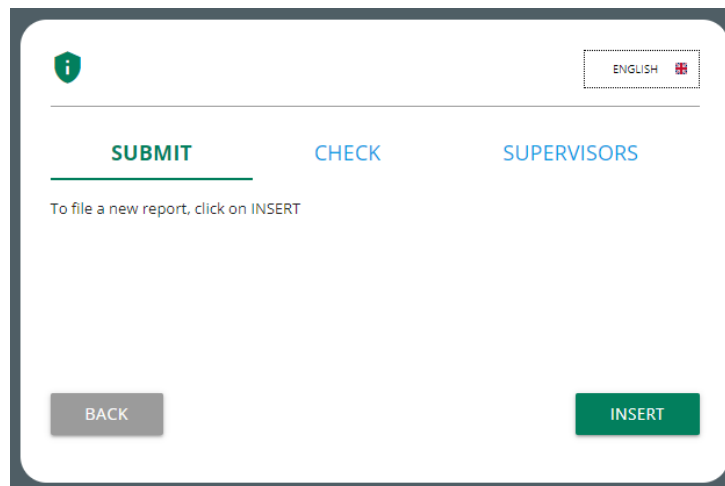 ENGLISH
SUBMIT CHECK SUPERVISORS
To file a new report, click on INSERT
BACK INSERT